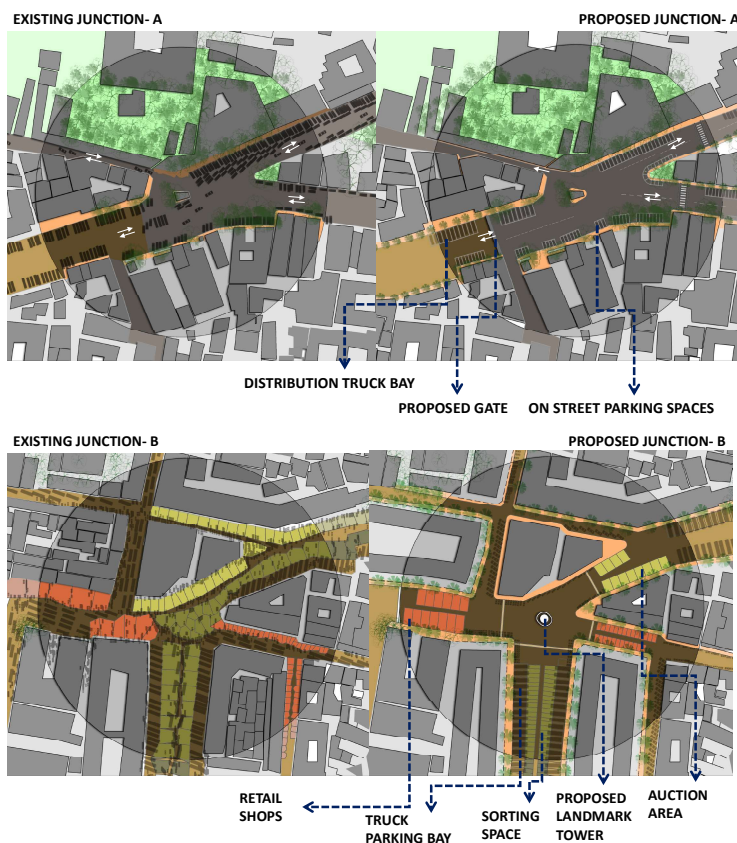 EXISTING JUNCTION- A
PROPOSED JUNCTION- A
DISTRIBUTION TRUCK BAY
PROPOSED GATE
ON STREET PARKING SPACES
EXISTING JUNCTION- B
PROPOSED JUNCTION- B
RETAIL
SHOPS
TRUCK
PARKING BAY
SORTING
SPACE
PROPOSED
LANDMARK
TOWER
AUCTION
AREA